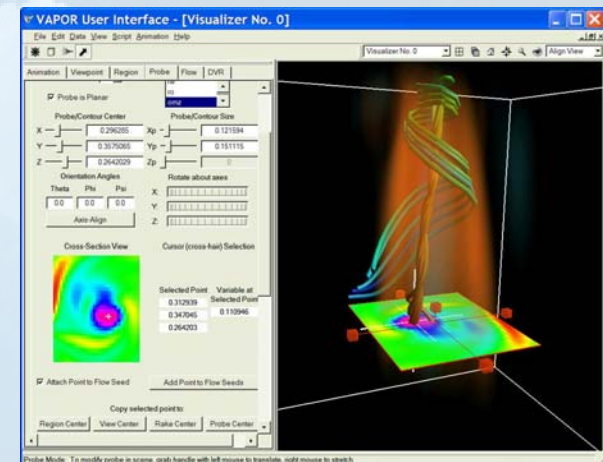 VAPOR User Interface - [Visualizer No. 0]
File Edit Data View Script Animation Help
Visualizer No. 0
Align View
Animation Viewpoint Region Probe Flow DVR
ro
omz
Probe is Planar
Probe/Contour Center Probe/Contour Size
X 0.296285 Xp 0.121594
Y 0.3575065 Yp 0.151115
Z 0.2642029 Zp 0
Orientation Angles Rotate about axes
Theta Phi Psi X:
0.0 0.0 0.0 Y:
Axis-Align Z:
Cross-Section View Cursor (cross-hair) Selection
Selected Point Variable at Selected Point
0.312939
0.347045 0.110946
0.264203
Attach Point to Flow Seed Add Point to Flow Seeds
Copy selected point to:
Region Center View Center Rake Center Probe Center
Probe Mode: To modify probe in scene, grab handle with left mouse to translate, right mouse to stretch